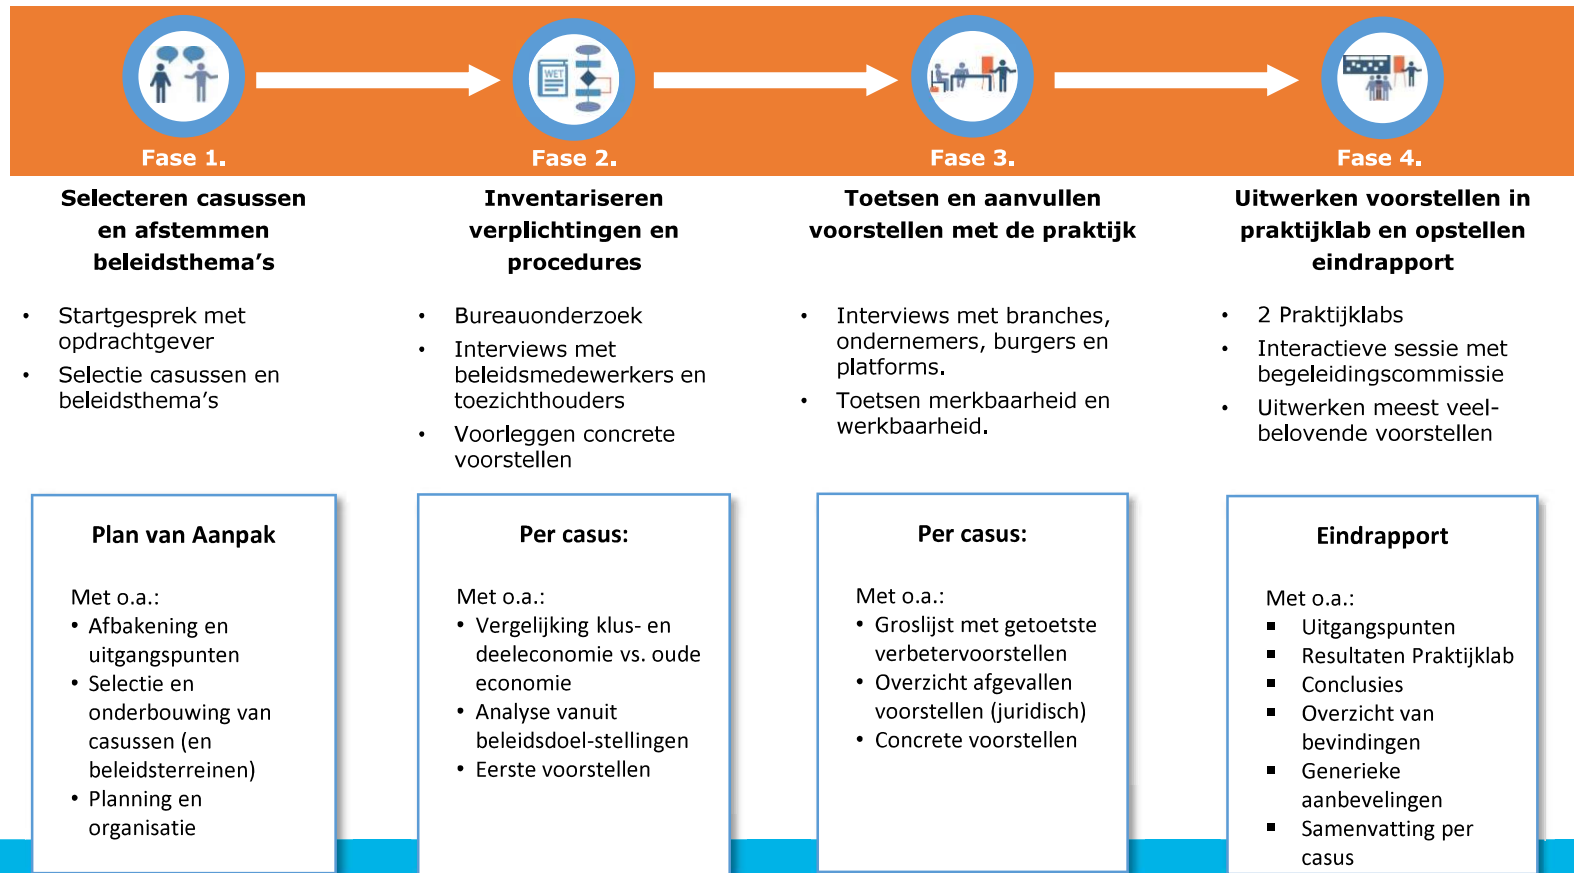 WET
Fase 1.
Fase 2.
Fase 3.
Fase 4.
Selecteren casussen
en afstemmen
beleidsthema's
• Startgesprek met
opdrachtgever
• Selectie casussen en
beleidsthema's
Plan van Aanpak
Met o.a.:
• Afbakening en
uitgangspunten
• Selectie en
onderbouwing van
casussen (en
beleidsterreinen)
• Planning en
organisatie
Inventariseren
verplichtingen en
procedures
• Bureauonderzoek
• Interviews met
beleidsmedewerkers en
toezichthouders
• Voorleggen concrete
voorstellen
Per casus:
Met o.a.:
• Vergelijking klus- en
deeleconomie vs. oude
economie
• Analyse vanuit
beleidsdoel-stellingen
• Eerste voorstellen
Toetsen en aanvullen
voorstellen met de praktijk
• Interviews met branches,
ondernemers, burgers en
platforms.
• Toetsen merkbaarheid en
werkbaarheid.
Per casus:
Met o.a.:
• Groslijst met getoetste
verbetervoorstellen
• Overzicht afgevallen
voorstellen (juridisch)
• Concrete voorstellen
Uitwerken voorstellen in
praktijklab en opstellen
eindrapport
• 2 Praktijklabs
• Interactieve sessie met
begeleidingscommissie
• Uitwerken meest veel-
belovende voorstellen
Eindrapport
Met o.a.:
▪ Uitgangspunten
▪ Resultaten Praktijklab
▪ Conclusies
▪ Overzicht van
bevindingen
▪ Generieke
aanbevelingen
▪ Samenvatting per
casus